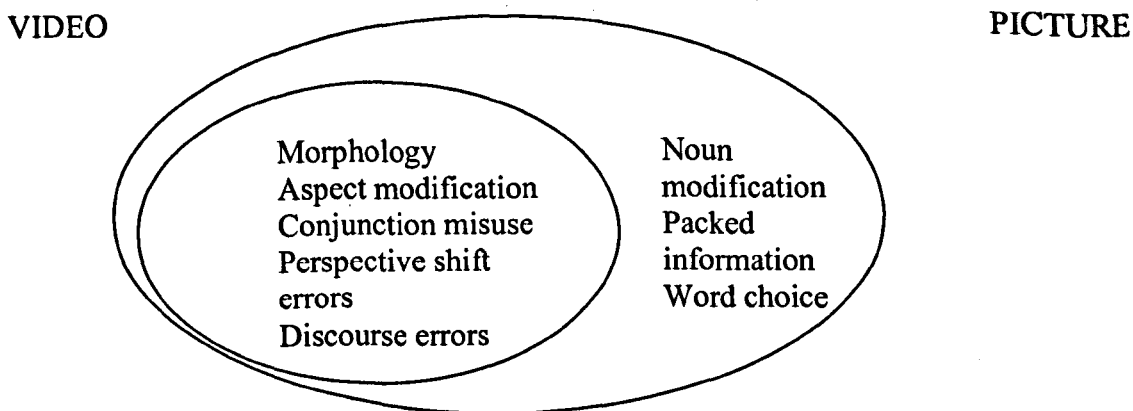 VIDEO
PICTURE
Morphology
Aspect modification
Conjunction misuse
Perspective shift
errors
Discourse errors
Noun
modification
Packed
information
Word choice